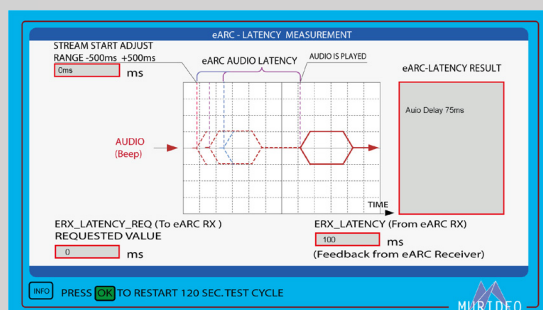 eARC - LATENCY MEASUREMENT
STREAM START ADJUST
RANGE -500ms +500ms
0ms
ms
eARC AUDIO LATENCY
AUDIO IS PLAYED
eARC-LATENCY RESULT
Auio Delay 75ms
AUDIO
(Beep)
TIME
ERX_LATENCY_REQ (To eARC RX )
REQUESTED VALUE
0
ms
ERX_LATENCY (From eARC RX)
100
ms
(Feedback from eARC Receiver)
INFO PRESS OK TO RESTART 120 SEC. TEST CYCLE
MURIDEO